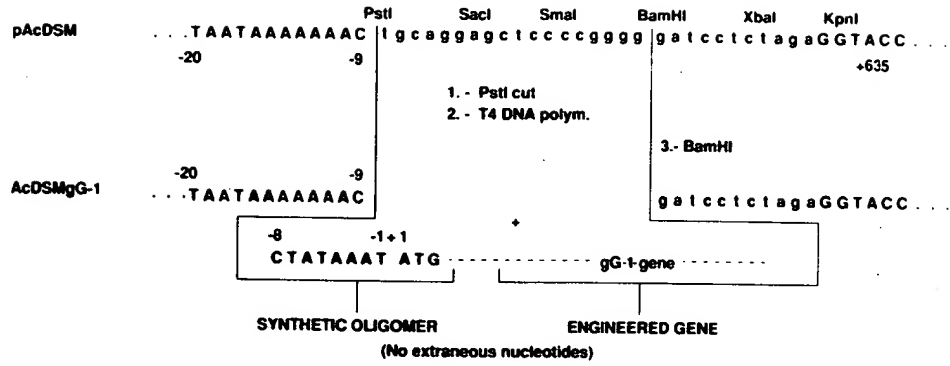 PstI SacI SmaI BamHI XbaI KpnI
pAcDSM . . .TAATAAAAAAAC tgcaggagctccccgggg gatcctctagaGGTACC. . .
-20 -9 +635
1. - PstI cut
2. - T4 DNA polym.
3.- BamHI
-20 -9
AcDSMgG-1 . . .TAATAAAAAAAC gatcctctagaGGTACC. . .
+
-8 -1+1
CTATAAAT ATG - - - - - - - - - - - - - - gG-1-gene - - - - - - - - -
SYNTHETIC OLIGOMER ENGINEERED GENE
(No extraneous nucleotides)